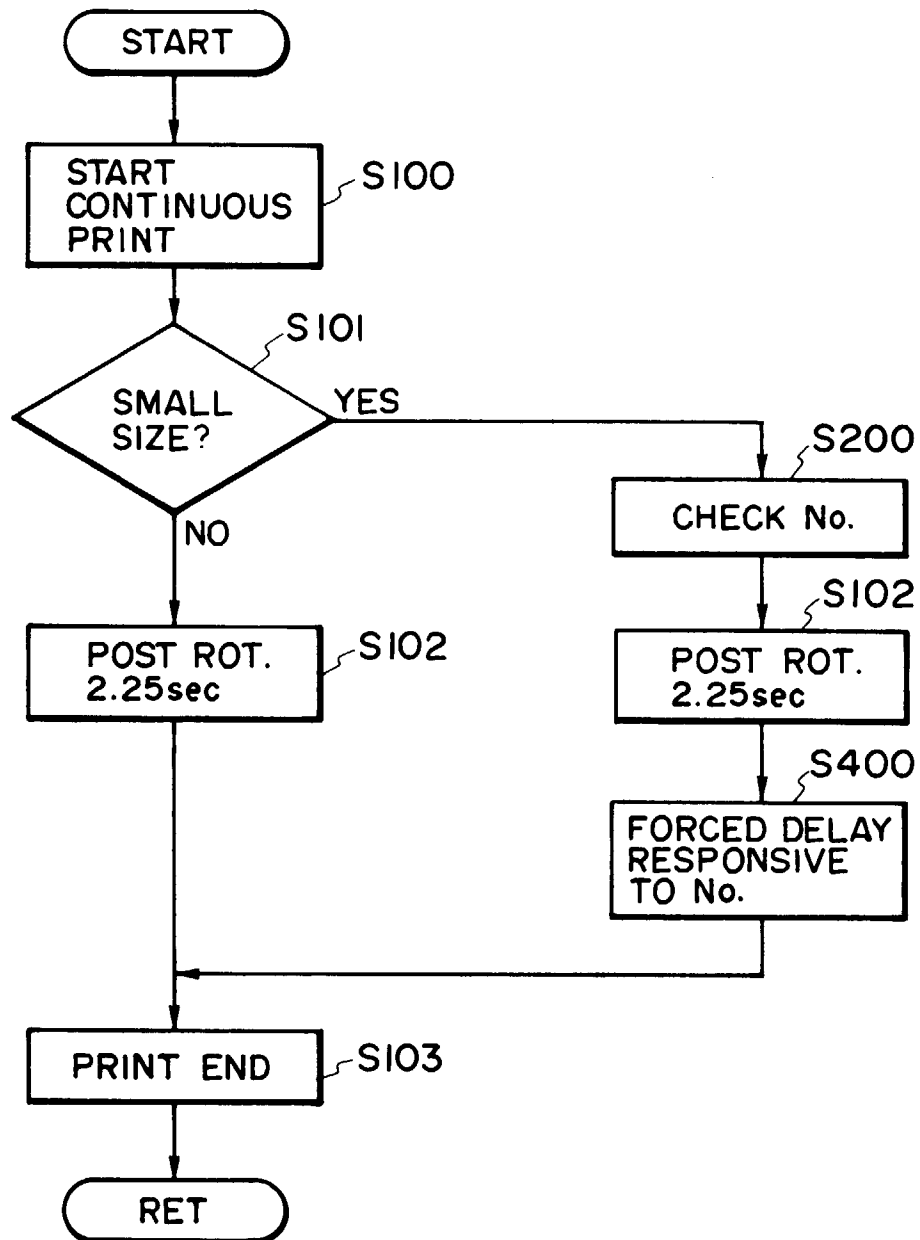 START
START
CONTINUOUS
PRINT
S100
S101
SMALL
SIZE?
YES
NO
S200
CHECK No.
POST ROT.
2.25sec
S102
S102
POST ROT.
2.25sec
S400
FORCED DELAY
RESPONSIVE
TO No.
PRINT END
S103
RET